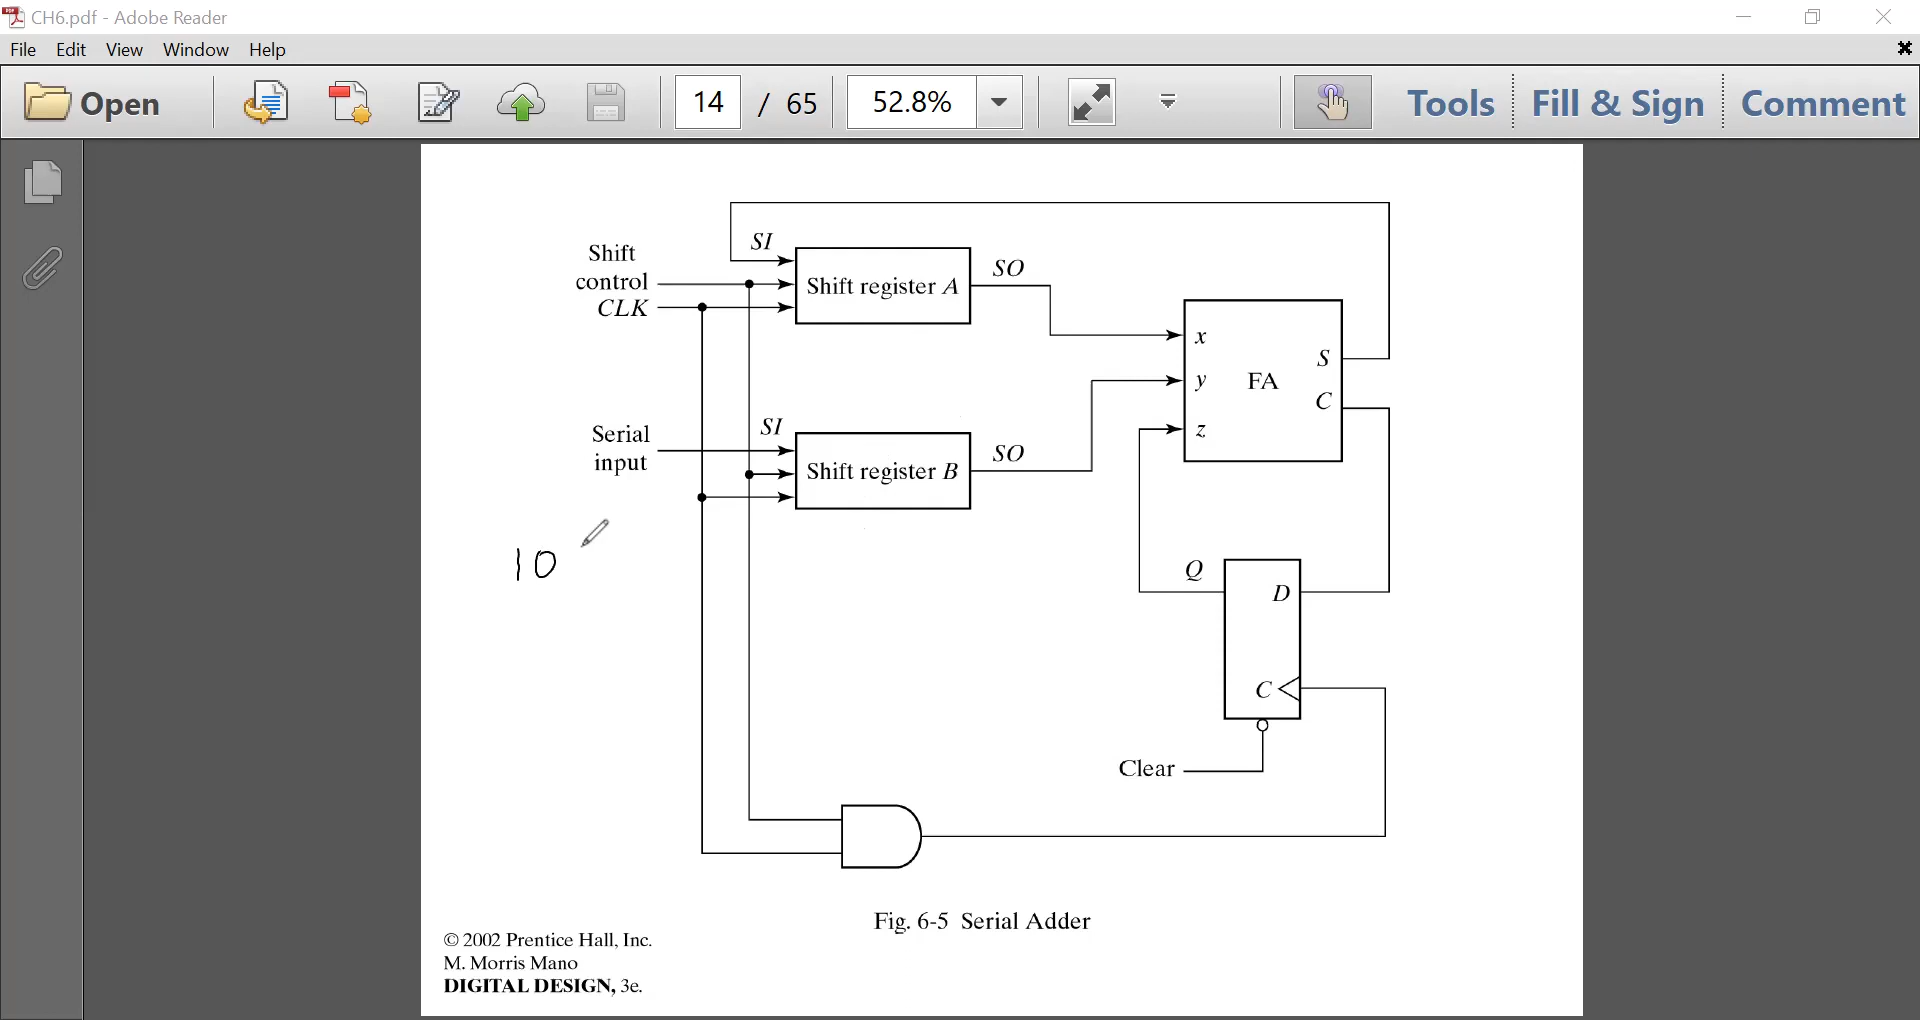 CH6.pdf - Adobe Reader
File Edit View Window Help
Open 14 / 65 52.8% Tools Fill & Sign Comment
SI
Shift
control
CLK
Shift register A
SO
x
y
z
FA
S
C
Serial
input
SI
Shift register B
SO
10
Q
D
C
Clear
Fig. 6-5 Serial Adder
© 2002 Prentice Hall, Inc.
M. Morris Mano
DIGITAL DESIGN, 3e.